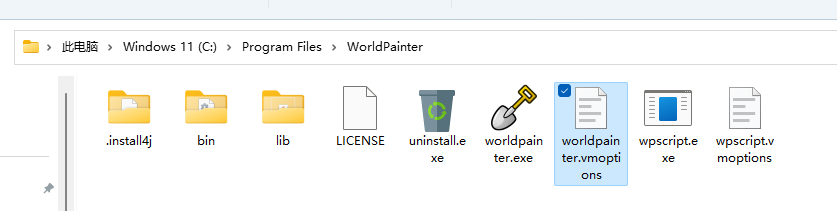 此电脑 > Windows 11 (C:) > Program Files > WorldPainter
.install4j
bin
lib
LICENSE
uninstall.e
xe
worldpain
ter.exe
worldpain
ter.vmopti
ons
wpscript.e
xe
wpscript.v
moptions